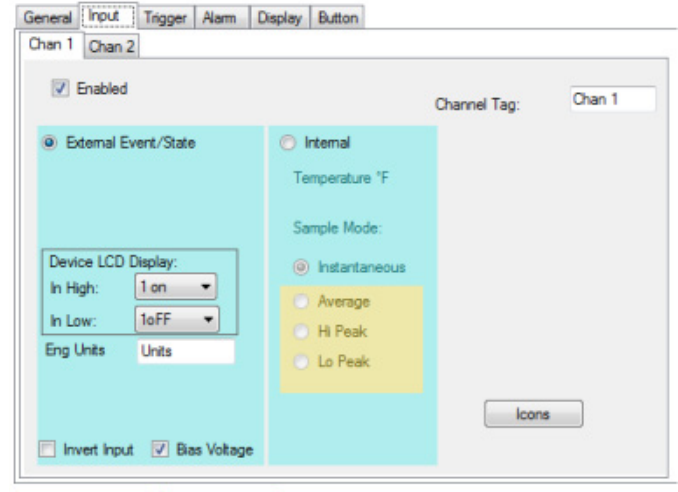 General Input Trigger Alarm Display Button
Chan 1 Chan 2
Enabled
Channel Tag: Chan 1
External Event/State
Internal
Temperature °F
Sample Mode:
Instantaneous
Average
Hi Peak
Lo Peak
Device LCD Display:
In High: 1 on
In Low: 1oFF
Eng Units Units
Invert Input Bias Voltage
Icons